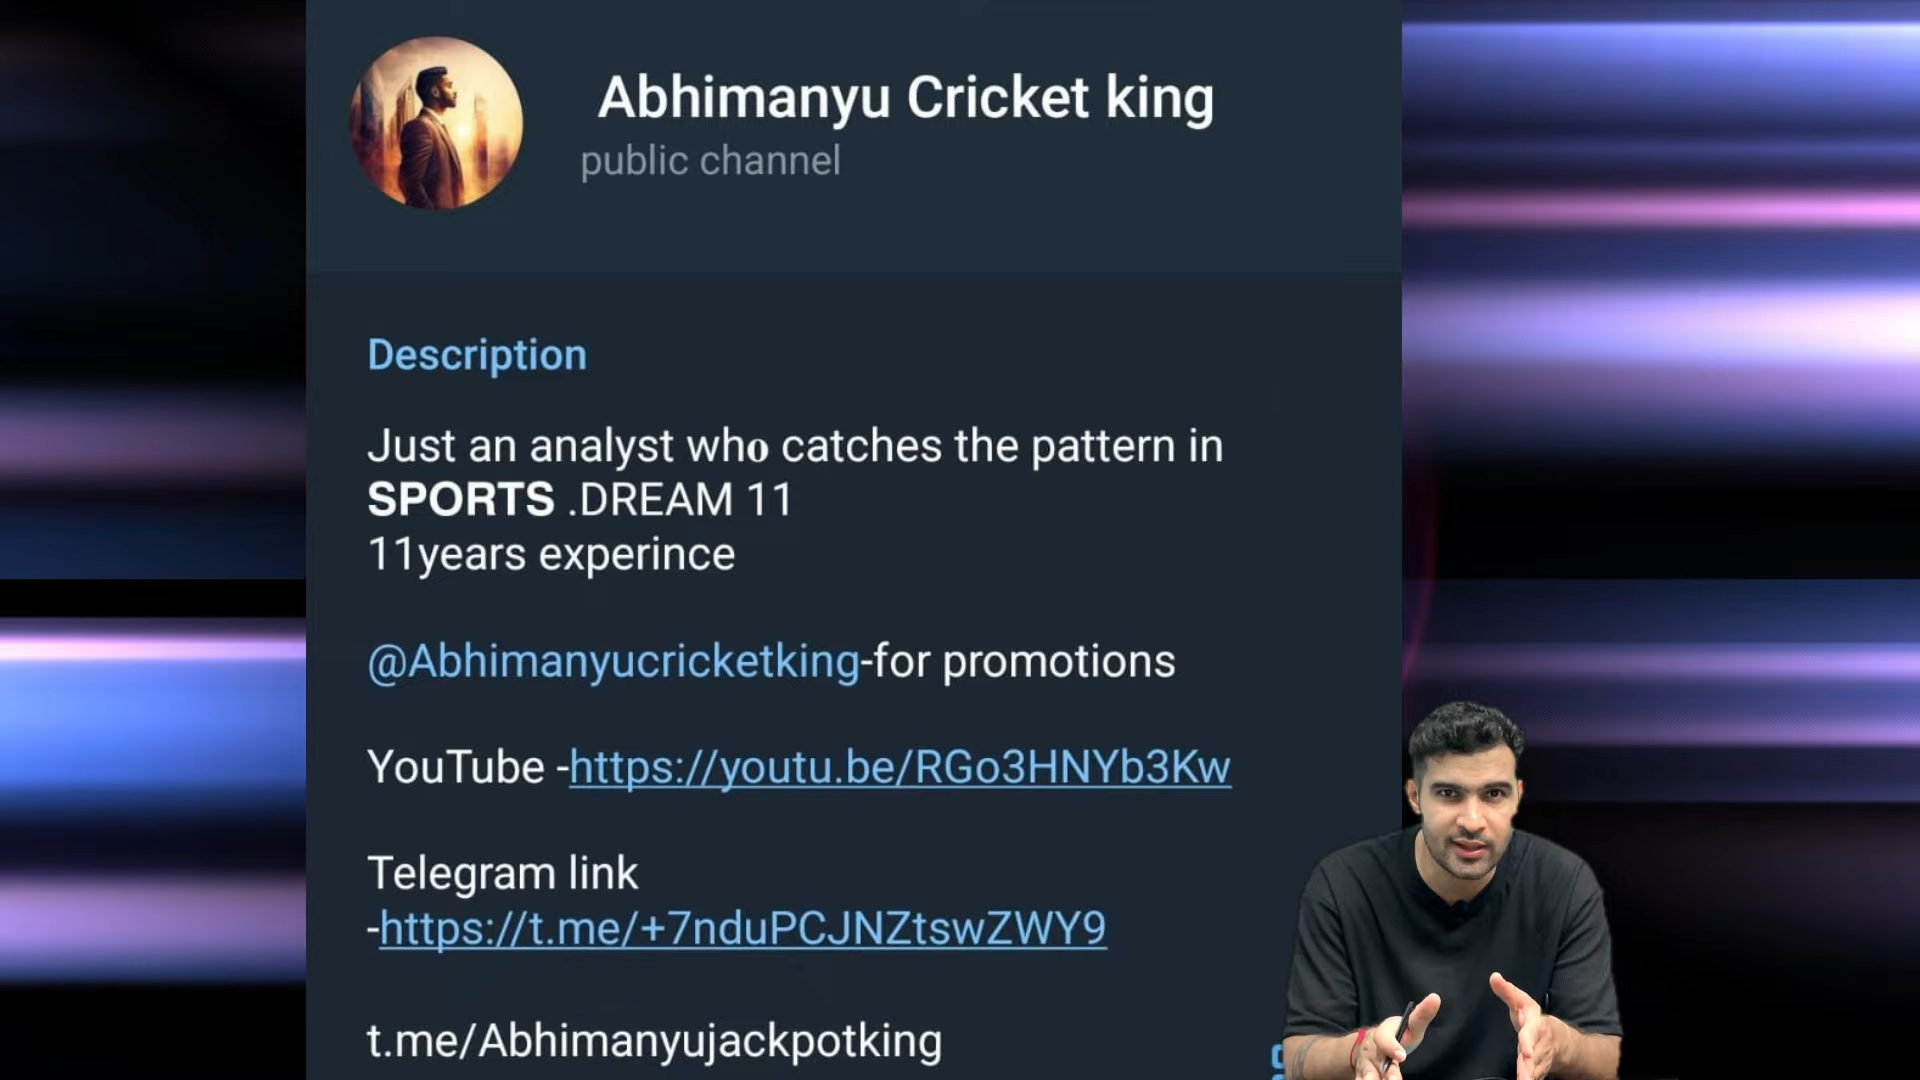 Abhimanyu Cricket king
public channel
Description
Just an analyst who catches the pattern in
SPORTS .DREAM 11
11years experince
@Abhimanyucricketking-for promotions
YouTube -https://youtu.be/RGo3HNYb3Kw
Telegram link
-https://t.me/+7nduPCJNZtswZWY9
t.me/Abhimanyujackpotking